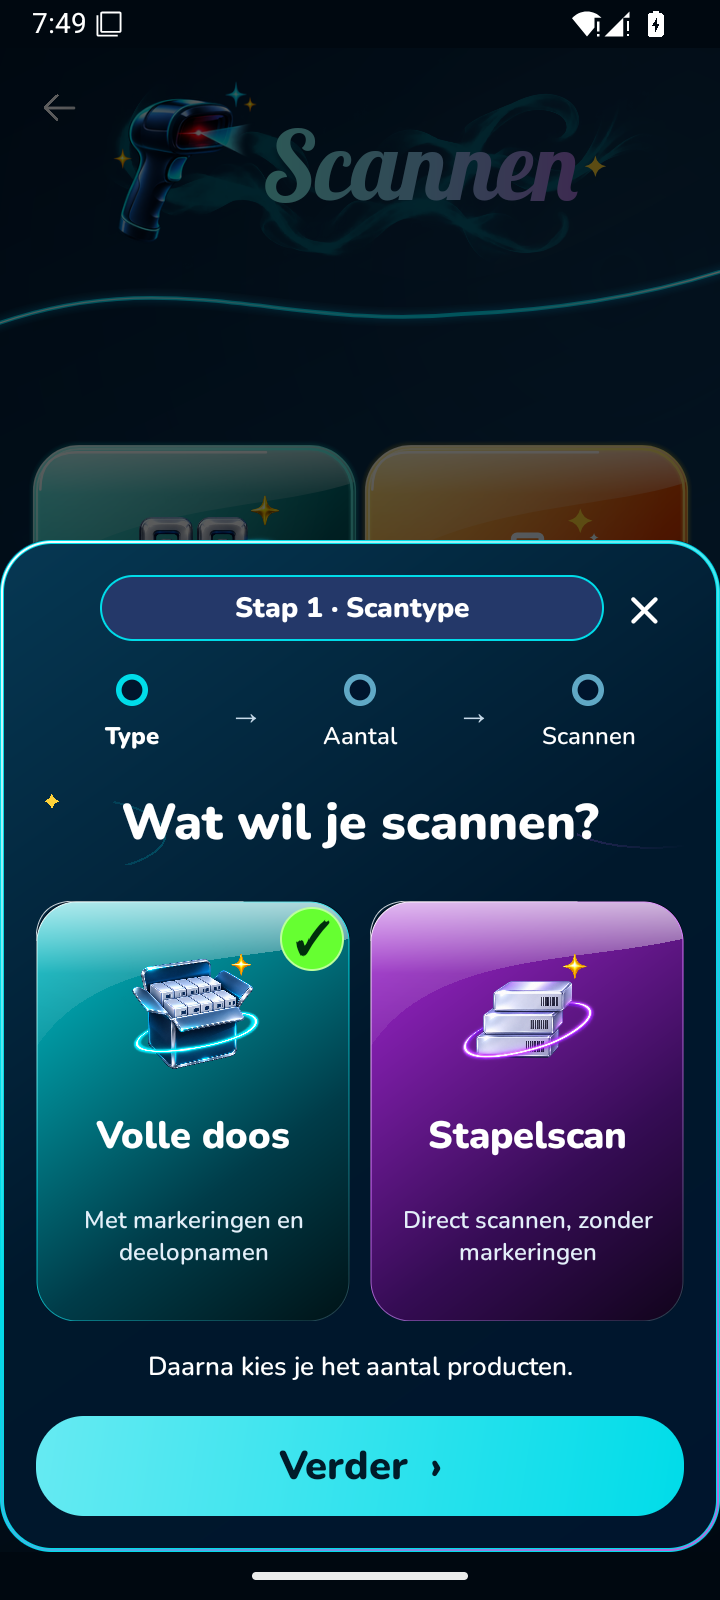 7:49
Scannen
Stap 1 · Scantype
Type → Aantal → Scannen
Wat wil je scannen?
Volle doos
Met markeringen en
deelopnamen
Stapelscan
Direct scannen, zonder
markeringen
Daarna kies je het aantal producten.
Verder ›